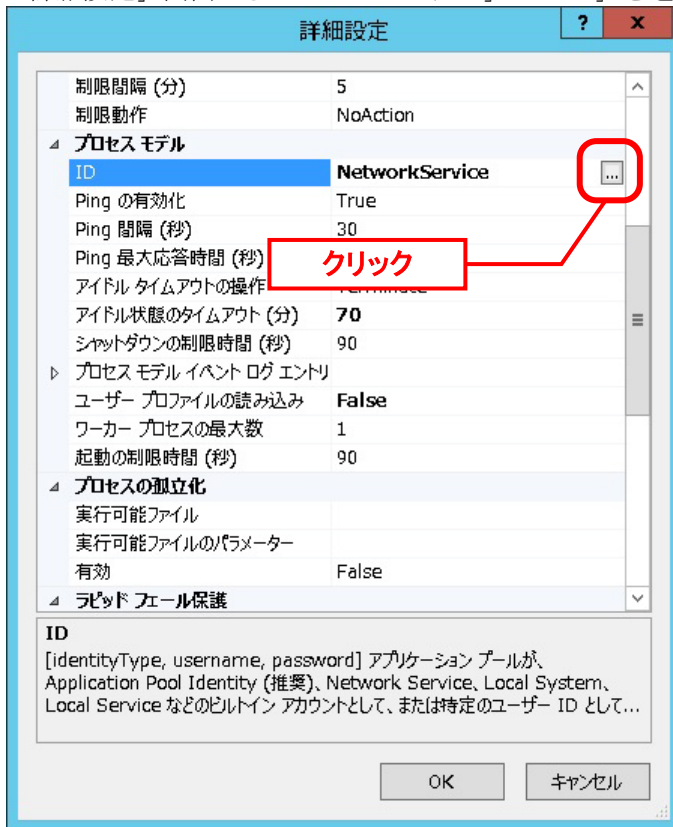 詳細設定
? x
制限間隔 (分) 5
制限動作 NoAction
プロセス モデル
ID NetworkService ...
Ping の有効化 True
Ping 間隔 (秒) 30
Ping 最大応答時間 (秒)
クリック
アイドル タイムアウトの操作
アイドル状態のタイムアウト (分) 70
シャットダウンの制限時間 (秒) 90
プロセス モデル イベント ログ エントリ
ユーザー プロファイルの読み込み False
ワーカー プロセスの最大数 1
起動の制限時間 (秒) 90
プロセスの孤立化
実行可能ファイル
実行可能ファイルのパラメーター
有効 False
ラピッド フェール保護
ID
[identityType, username, password] アプリケーション プールが、
Application Pool Identity (推奨)、Network Service、Local System、
Local Service などのビルトイン アカウントとして、または特定のユーザー ID として...
OK キャンセル